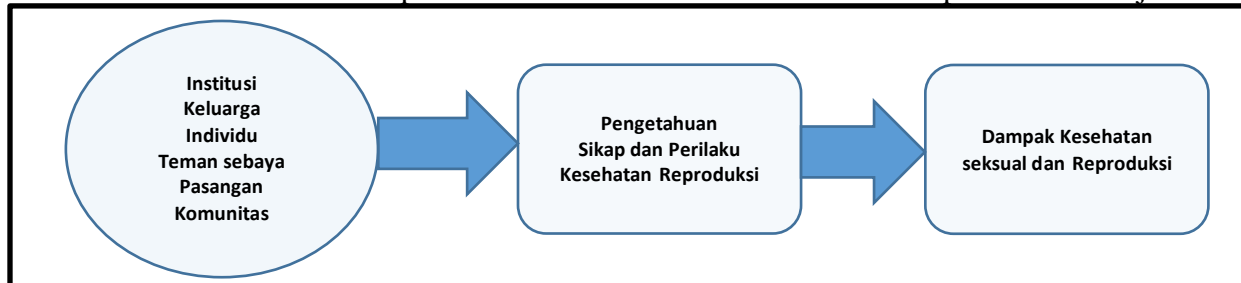 Institusi
Keluarga
Individu
Teman sebaya
Pasangan
Komunitas
Pengetahuan
Sikap dan Perilaku
Kesehatan Reproduksi
Dampak Kesehatan
seksual dan Reproduksi